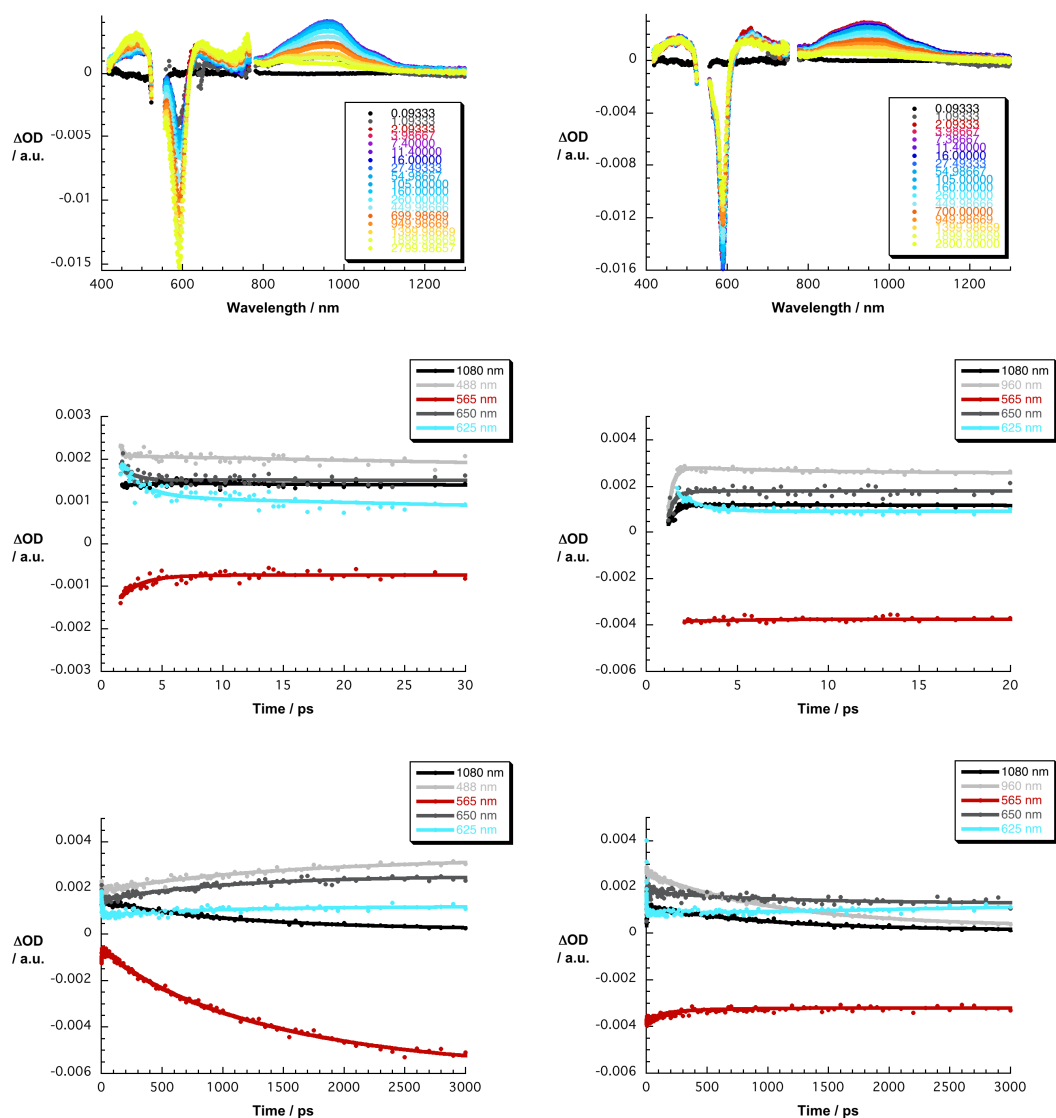 0
-0.005
-0.01
-0.015
ΔOD
/ a.u.
400 600 800 1000 1200
Wavelength / nm
0.09333
1.09333
2.09333
3.98667
7.40000
11.40000
16.00000
27.49333
54.98667
105.00000
160.00000
699.98669
949.98669
0
-0.004
-0.008
-0.012
-0.016
ΔOD
/ a.u.
400 600 800 1000 1200
Wavelength / nm
0.09333
1.09333
2.09333
3.98667
7.38667
11.40000
16.00000
27.49333
54.98667
105.00000
160.00000
700.00000
949.98669
2800.00000
1080 nm
488 nm
565 nm
650 nm
625 nm
0.003
0.002
0.001
0
-0.001
-0.002
-0.003
ΔOD
/ a.u.
0 5 10 15 20 25 30
Time / ps
1080 nm
960 nm
565 nm
650 nm
625 nm
0.004
0.002
0
-0.002
-0.004
-0.006
ΔOD
/ a.u.
0 5 10 15 20
Time / ps
1080 nm
488 nm
565 nm
650 nm
625 nm
0.004
0.002
0
-0.002
-0.004
-0.006
ΔOD
/ a.u.
0 500 1000 1500 2000 2500 3000
Time / ps
1080 nm
960 nm
565 nm
650 nm
625 nm
0.004
0.002
0
-0.002
-0.004
-0.006
ΔOD
/ a.u.
0 500 1000 1500 2000 2500 3000
Time / ps